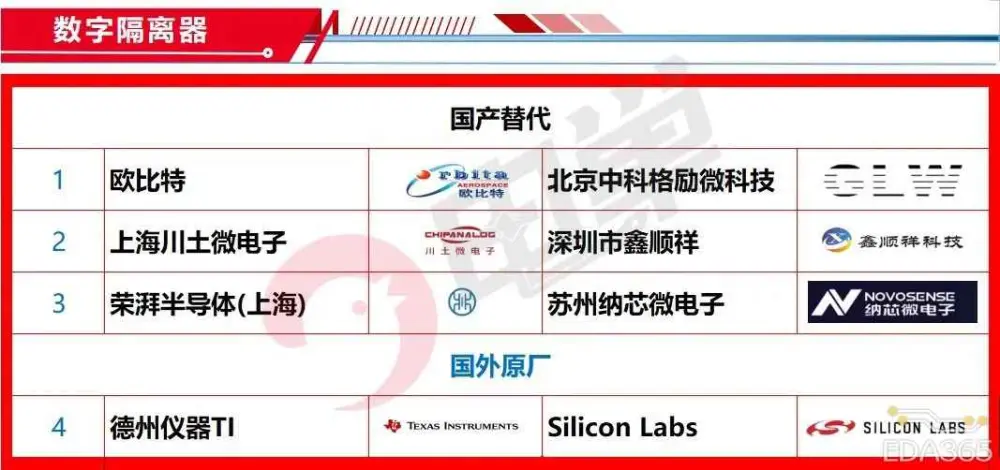 数字隔离器
国产替代
1 欧比特 Orbita AEROSPACE 欧比特 北京中科格励微科技 GLW
2 上海川土微电子 CHIPANALOG 川土微电子 深圳市鑫顺祥 鑫顺祥科技
3 荣湃半导体(上海) 苏州纳芯微电子 NOVOSENSE 纳芯微电子
国外原厂
4 德州仪器TI TEXAS INSTRUMENTS Silicon Labs SILICON LABS
EDA365